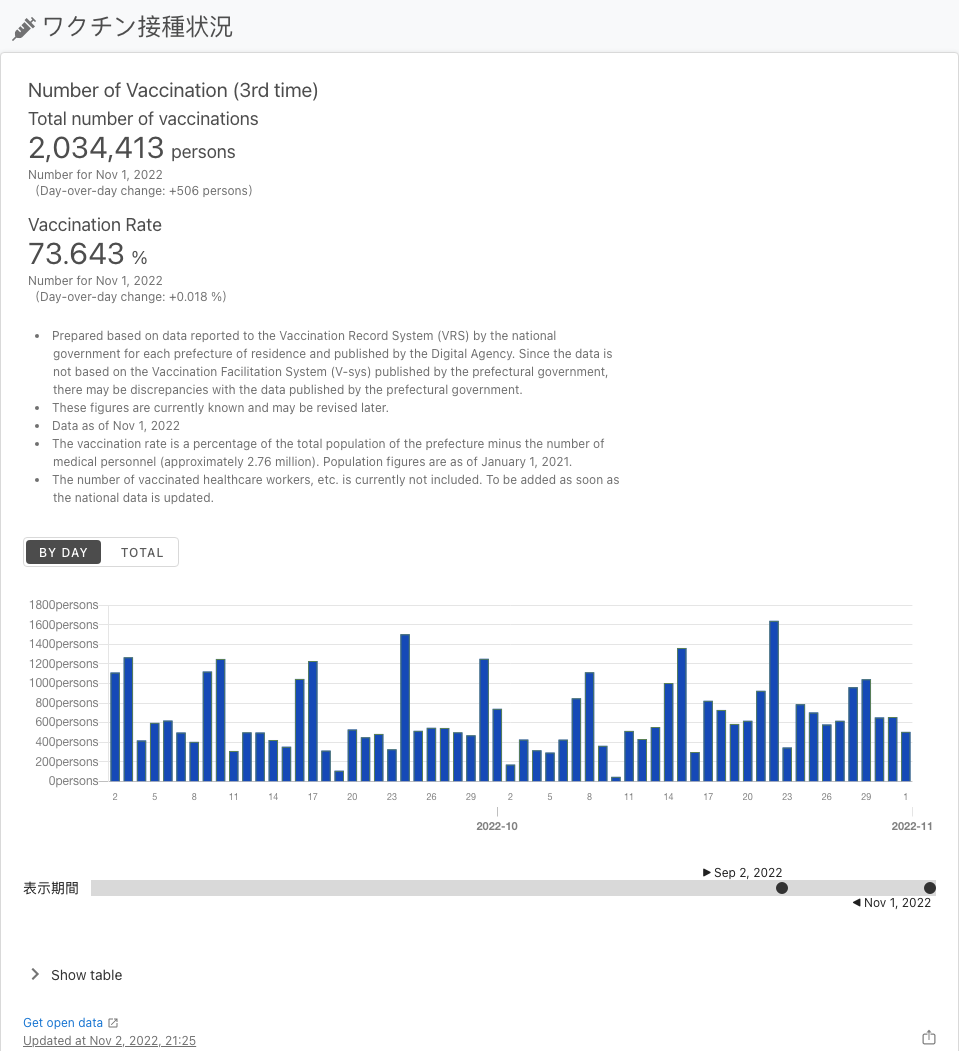 ワクチン接種状況
Number of Vaccination (3rd time)
Total number of vaccinations
2,034,413 persons
Number for Nov 1, 2022
(Day-over-day change: +506 persons)
Vaccination Rate
73.643 %
Number for Nov 1, 2022
(Day-over-day change: +0.018 %)
• Prepared based on data reported to the Vaccination Record System (VRS) by the national
government for each prefecture of residence and published by the Digital Agency. Since the data is
not based on the Vaccination Facilitation System (V-sys) published by the prefectural government,
there may be discrepancies with the data published by the prefectural government.
• These figures are currently known and may be revised later.
• Data as of Nov 1, 2022
• The vaccination rate is a percentage of the total population of the prefecture minus the number of
medical personnel (approximately 2.76 million). Population figures are as of January 1, 2021.
• The number of vaccinated healthcare workers, etc. is currently not included. To be added as soon as
the national data is updated.
BY DAY TOTAL
1800persons
1600persons
1400persons
1200persons
1000persons
800persons
600persons
400persons
200persons
0persons
2 5 8 11 14 17 20 23 26 29 2 5 8 11 14 17 20 23 26 29 1
2022-10 2022-11
▶ Sep 2, 2022
表示期間
◀ Nov 1, 2022
Show table
Get open data
Updated at Nov 2, 2022, 21:25